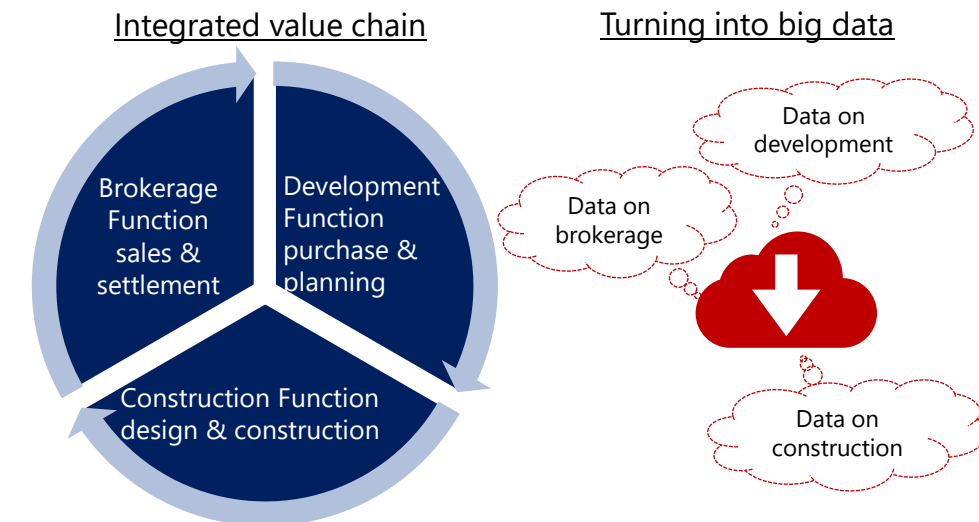 Integrated value chain
Brokerage
Function
sales &
settlement
Development
Function
purchase &
planning
Construction Function
design & construction
Turning into big data
Data on
development
Data on
brokerage
Data on
construction